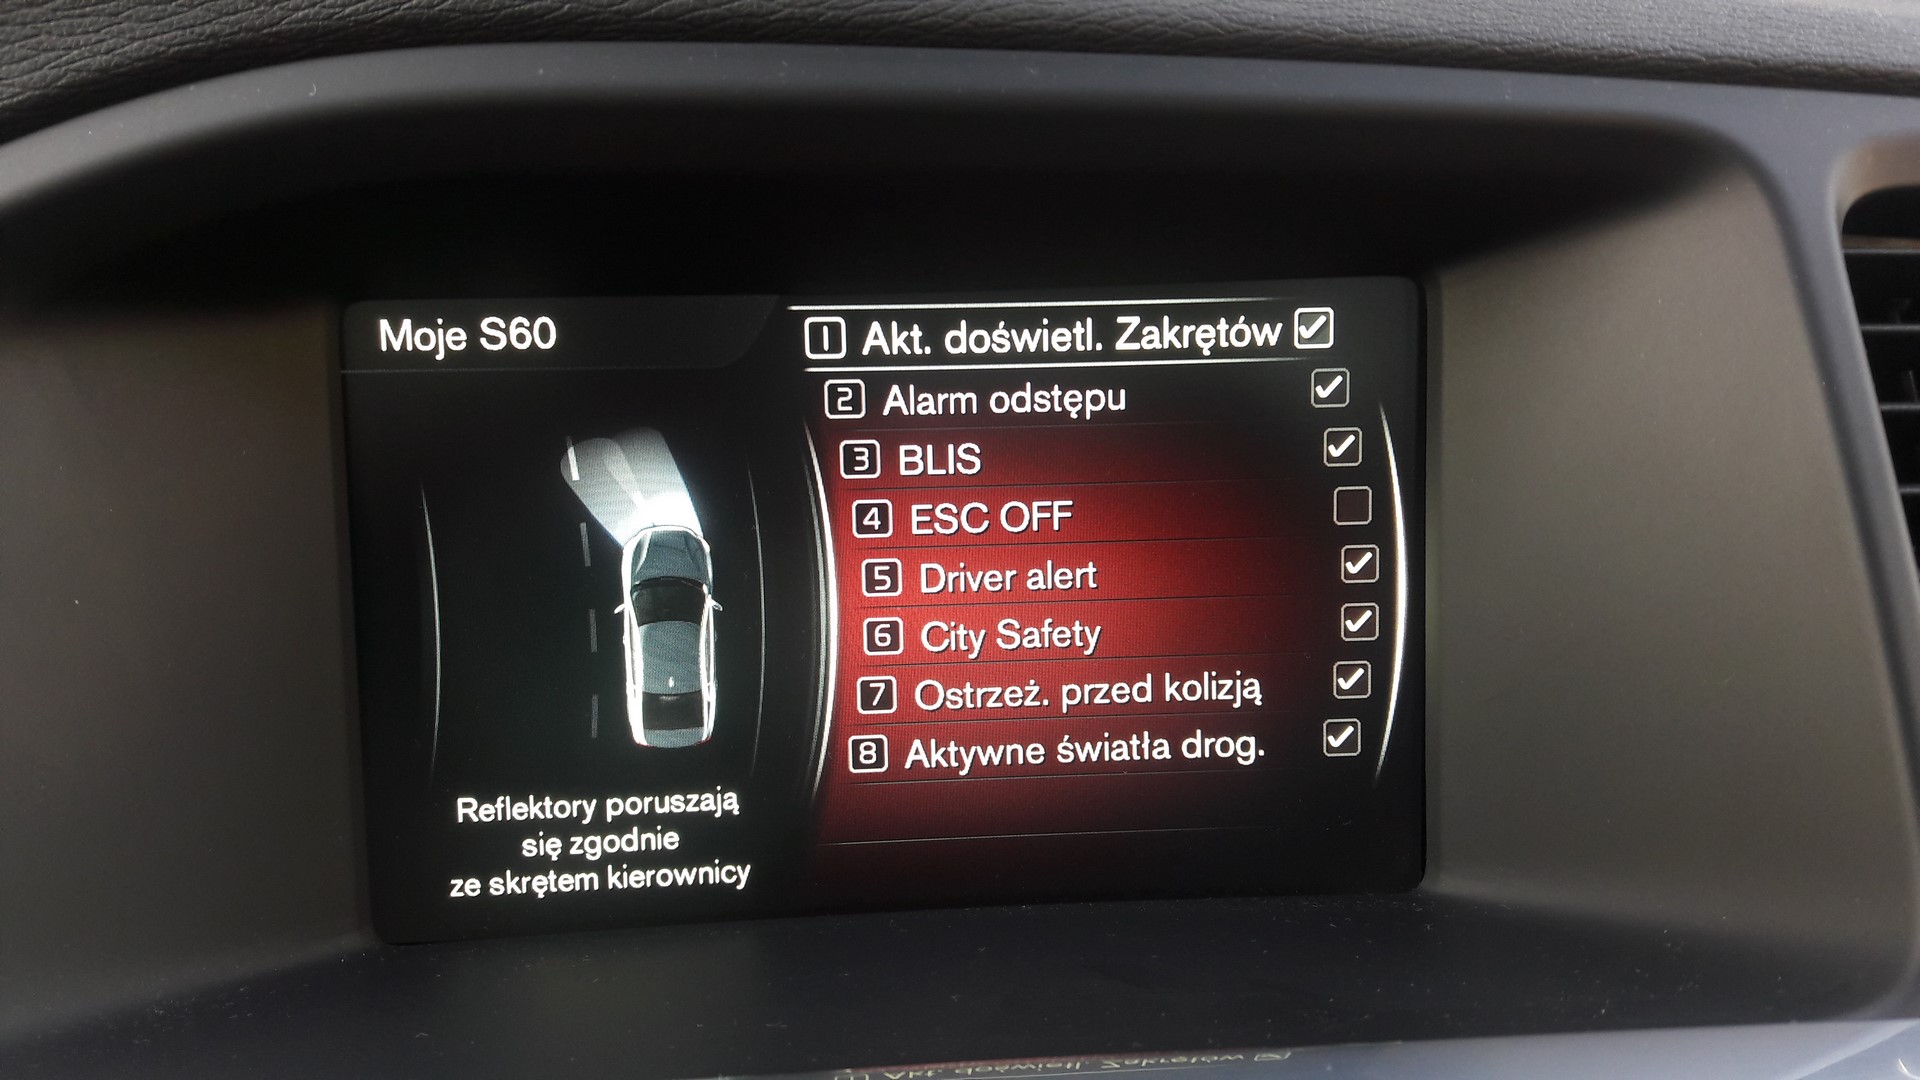 Moje S60
1 Akt. doświetl. Zakrętów
2 Alarm odstępu
3 BLIS
4 ESC OFF
5 Driver alert
6 City Safety
7 Ostrzeż. przed kolizją
8 Aktywne światła drog.
Reflektory poruszają
się zgodnie
ze skrętem kierownicy